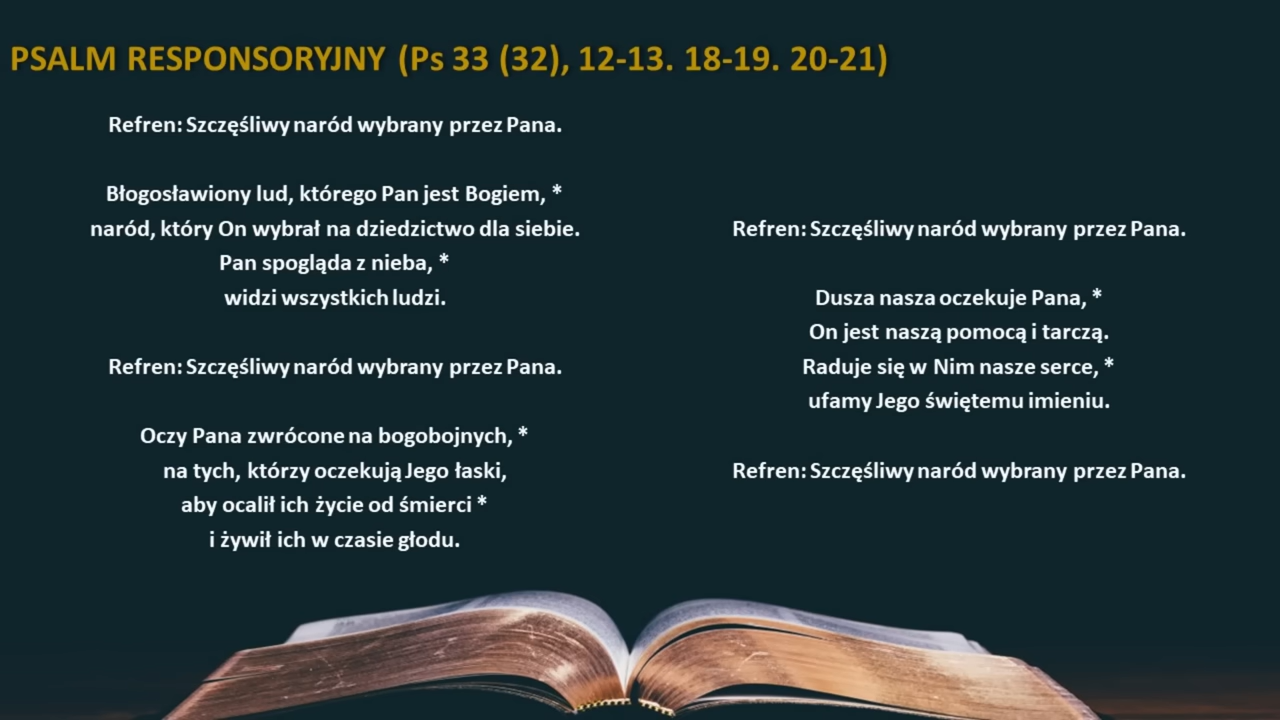 PSALM RESPONSORYJNY (Ps 33 (32), 12-13. 18-19. 20-21)
Refren: Szczęśliwy naród wybrany przez Pana.
Błogosławiony lud, którego Pan jest Bogiem, *
naród, który On wybrał na dziedzictwo dla siebie.
Pan spogląda z nieba, *
widzi wszystkich ludzi.
Refren: Szczęśliwy naród wybrany przez Pana.
Oczy Pana zwrócone na bogobojnych, *
na tych, którzy oczekują Jego łaski,
aby ocalił ich życie od śmierci *
i żywił ich w czasie głodu.
Refren: Szczęśliwy naród wybrany przez Pana.
Dusza nasza oczekuje Pana, *
On jest naszą pomocą i tarczą.
Raduje się w Nim nasze serce, *
ufamy Jego świętemu imieniu.
Refren: Szczęśliwy naród wybrany przez Pana.